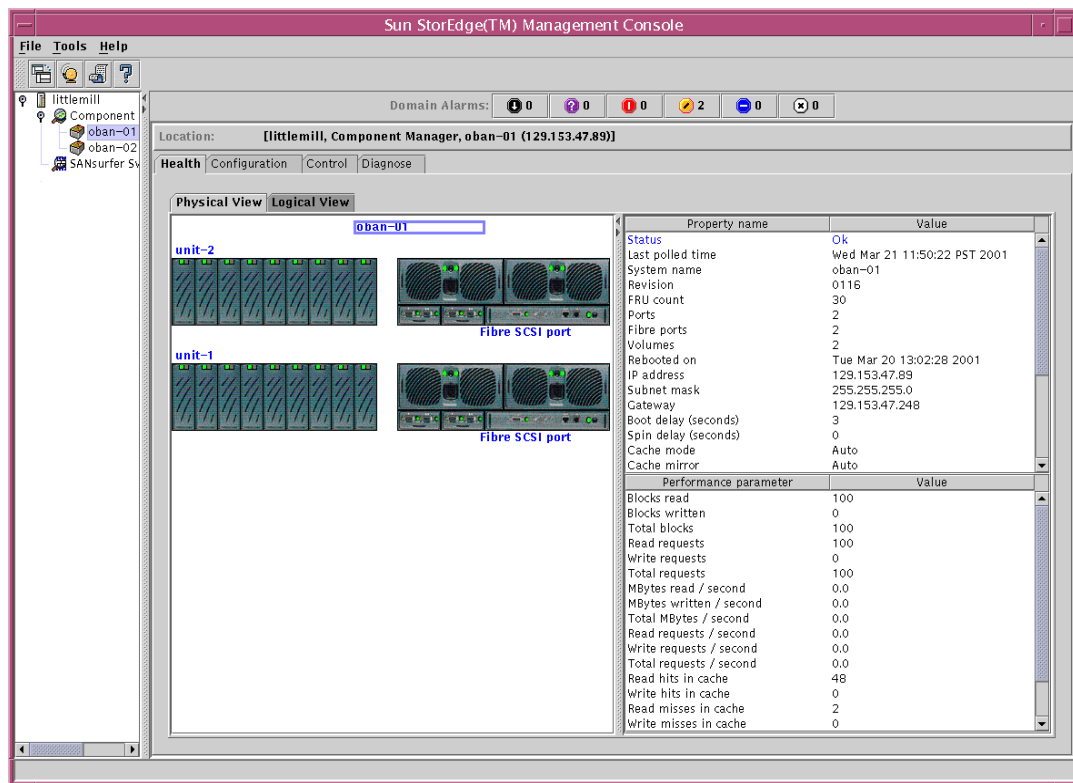 Sun StorEdge(TM) Management Console
File Tools Help
littlemill
Component
oban-01
oban-02
SANsurfer Sv
Domain Alarms: 0 0 0 2 0 0
Location: [littlemill, Component Manager, oban-01 (129.153.47.89)]
Health Configuration Control Diagnose
Physical View Logical View
oban-01
unit-2
Fibre SCSI port
unit-1
Fibre SCSI port
Property name Value
Status Ok
Last polled time Wed Mar 21 11:50:22 PST 2001
System name oban-01
Revision 0116
FRU count 30
Ports 2
Fibre ports 2
Volumes 2
Rebooted on Tue Mar 20 13:02:28 2001
IP address 129.153.47.89
Subnet mask 255.255.255.0
Gateway 129.153.47.248
Boot delay (seconds) 3
Spin delay (seconds) 0
Cache mode Auto
Cache mirror Auto
Performance parameter Value
Blocks read 100
Blocks written 0
Total blocks 100
Read requests 100
Write requests 0
Total requests 100
MBytes read / second 0.0
MBytes written / second 0.0
Total MBytes / second 0.0
Read requests / second 0.0
Write requests / second 0.0
Total requests / second 0.0
Read hits in cache 48
Write hits in cache 0
Read misses in cache 2
Write misses in cache 0